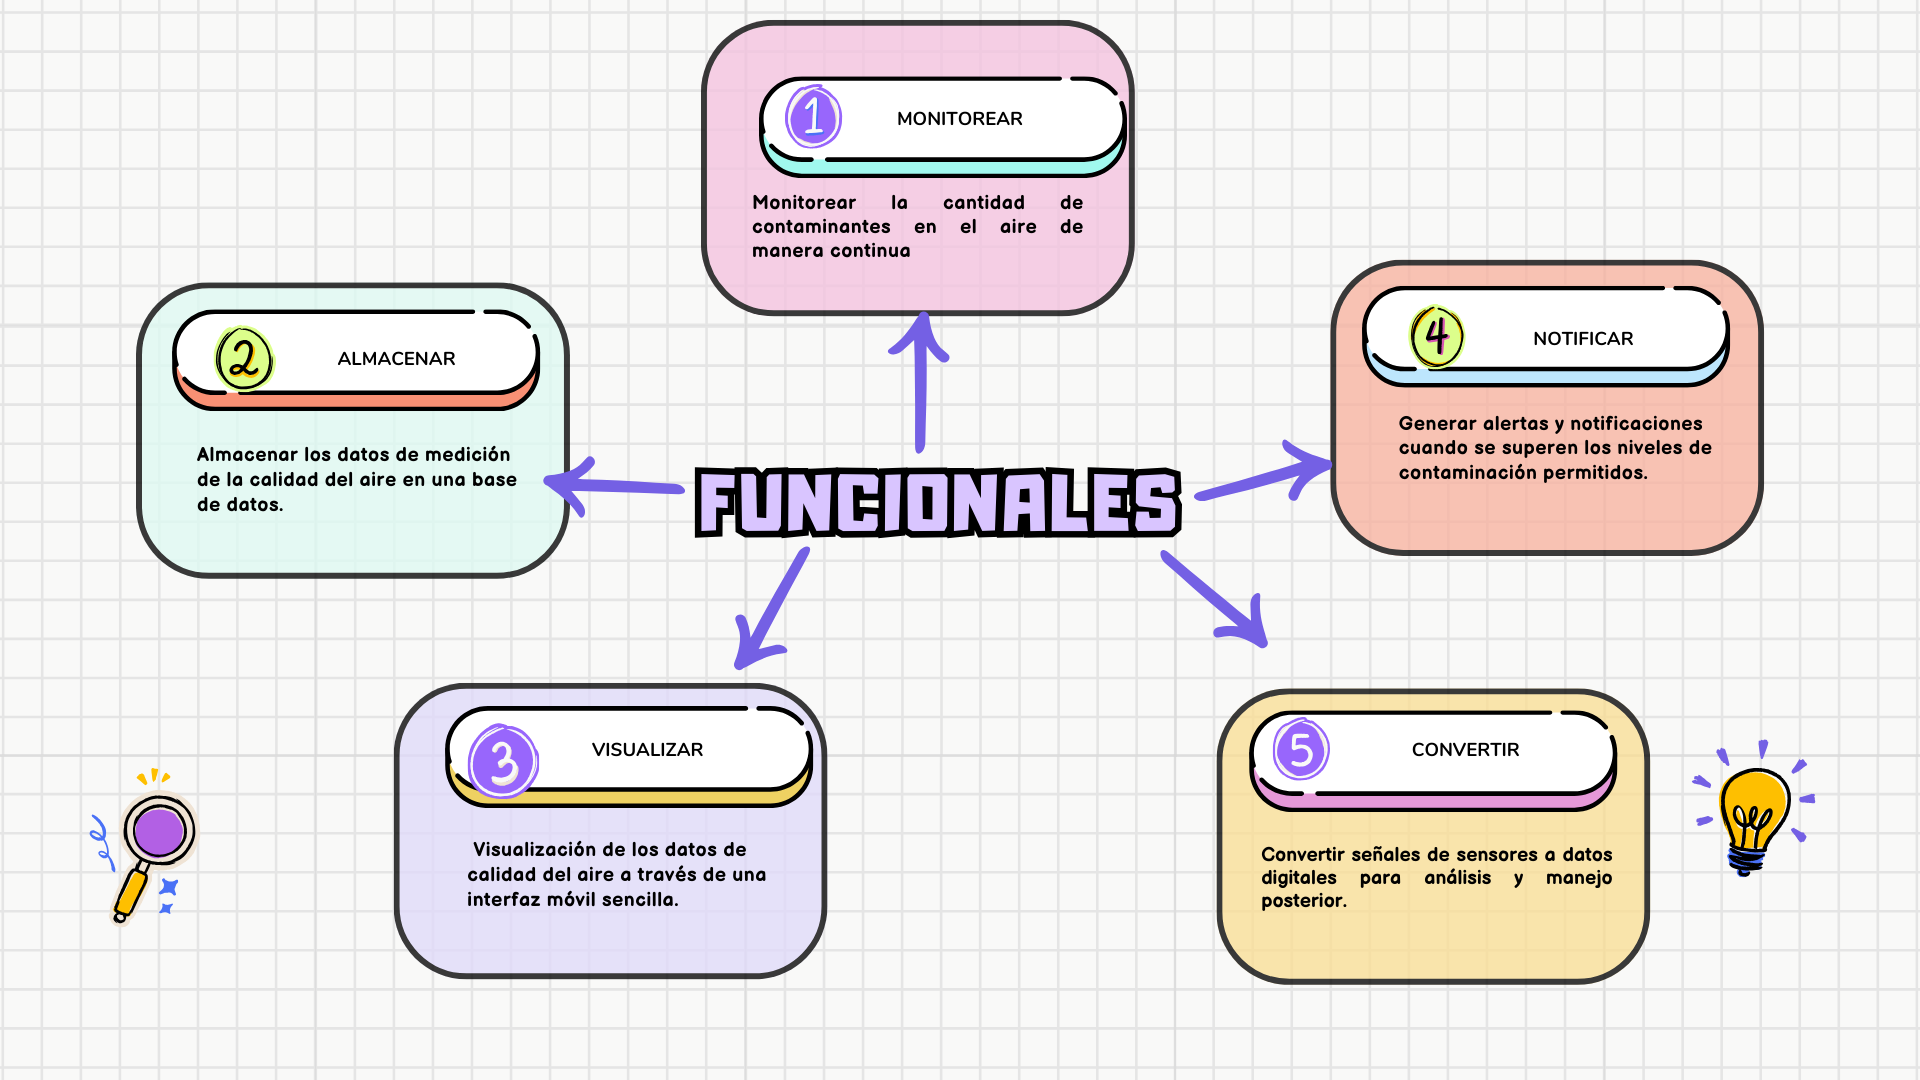 1
MONITOREAR
Monitorear la cantidad de
contaminantes en el aire de
manera continua
2
ALMACENAR
Almacenar los datos de medición
de la calidad del aire en una base
de datos.
4
NOTIFICAR
Generar alertas y notificaciones
cuando se superen los niveles de
contaminación permitidos.
FUNCIONALES
3
VISUALIZAR
Visualización de los datos de
calidad del aire a través de una
interfaz móvil sencilla.
5
CONVERTIR
Convertir señales de sensores a datos
digitales para análisis y manejo
posterior.